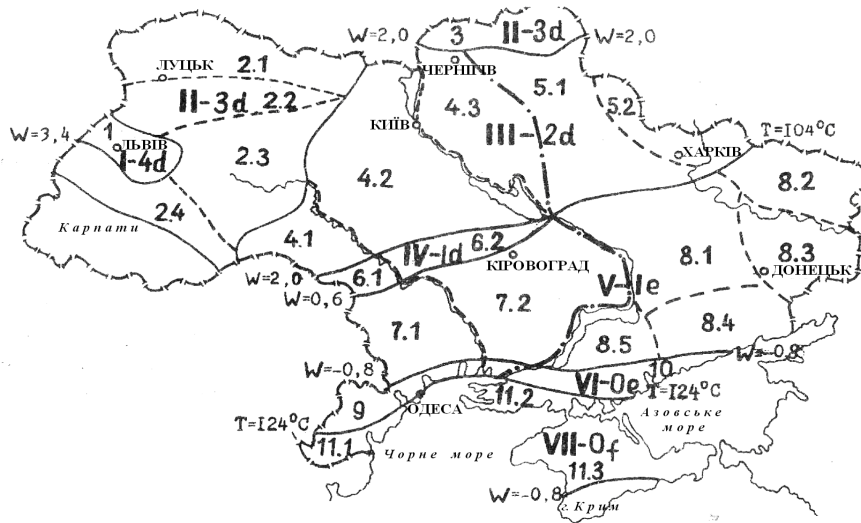 W=2,0
3
II-3d
W=2,0
ЛУЦЬК
2.1
ЧЕРНІГІВ
5.1
II-3d
2.2
4.3
5.2
КИЇВ
III-2d
T=104°C
W=3,4
1
ЛЬВІВ
I-4d
ХАРКІВ
2.3
4.2
8.2
2.4
Карпати
4.1
6.2
IV-Id
КІРОВОГРАД
8.1
8.3
ДОНЕЦЬК
W=2,0
6.1
W=0,6
V-Ie
7.2
8.4
7.1
8.5
W=-0,8
W=-0,8
10
VI-0e
T=I24°C
11.2
9
ОДЕСА
Азовське
море
T=I24°C
11.1
Чорне море
VII-0f
11.3
W=-0,8
г. Крим